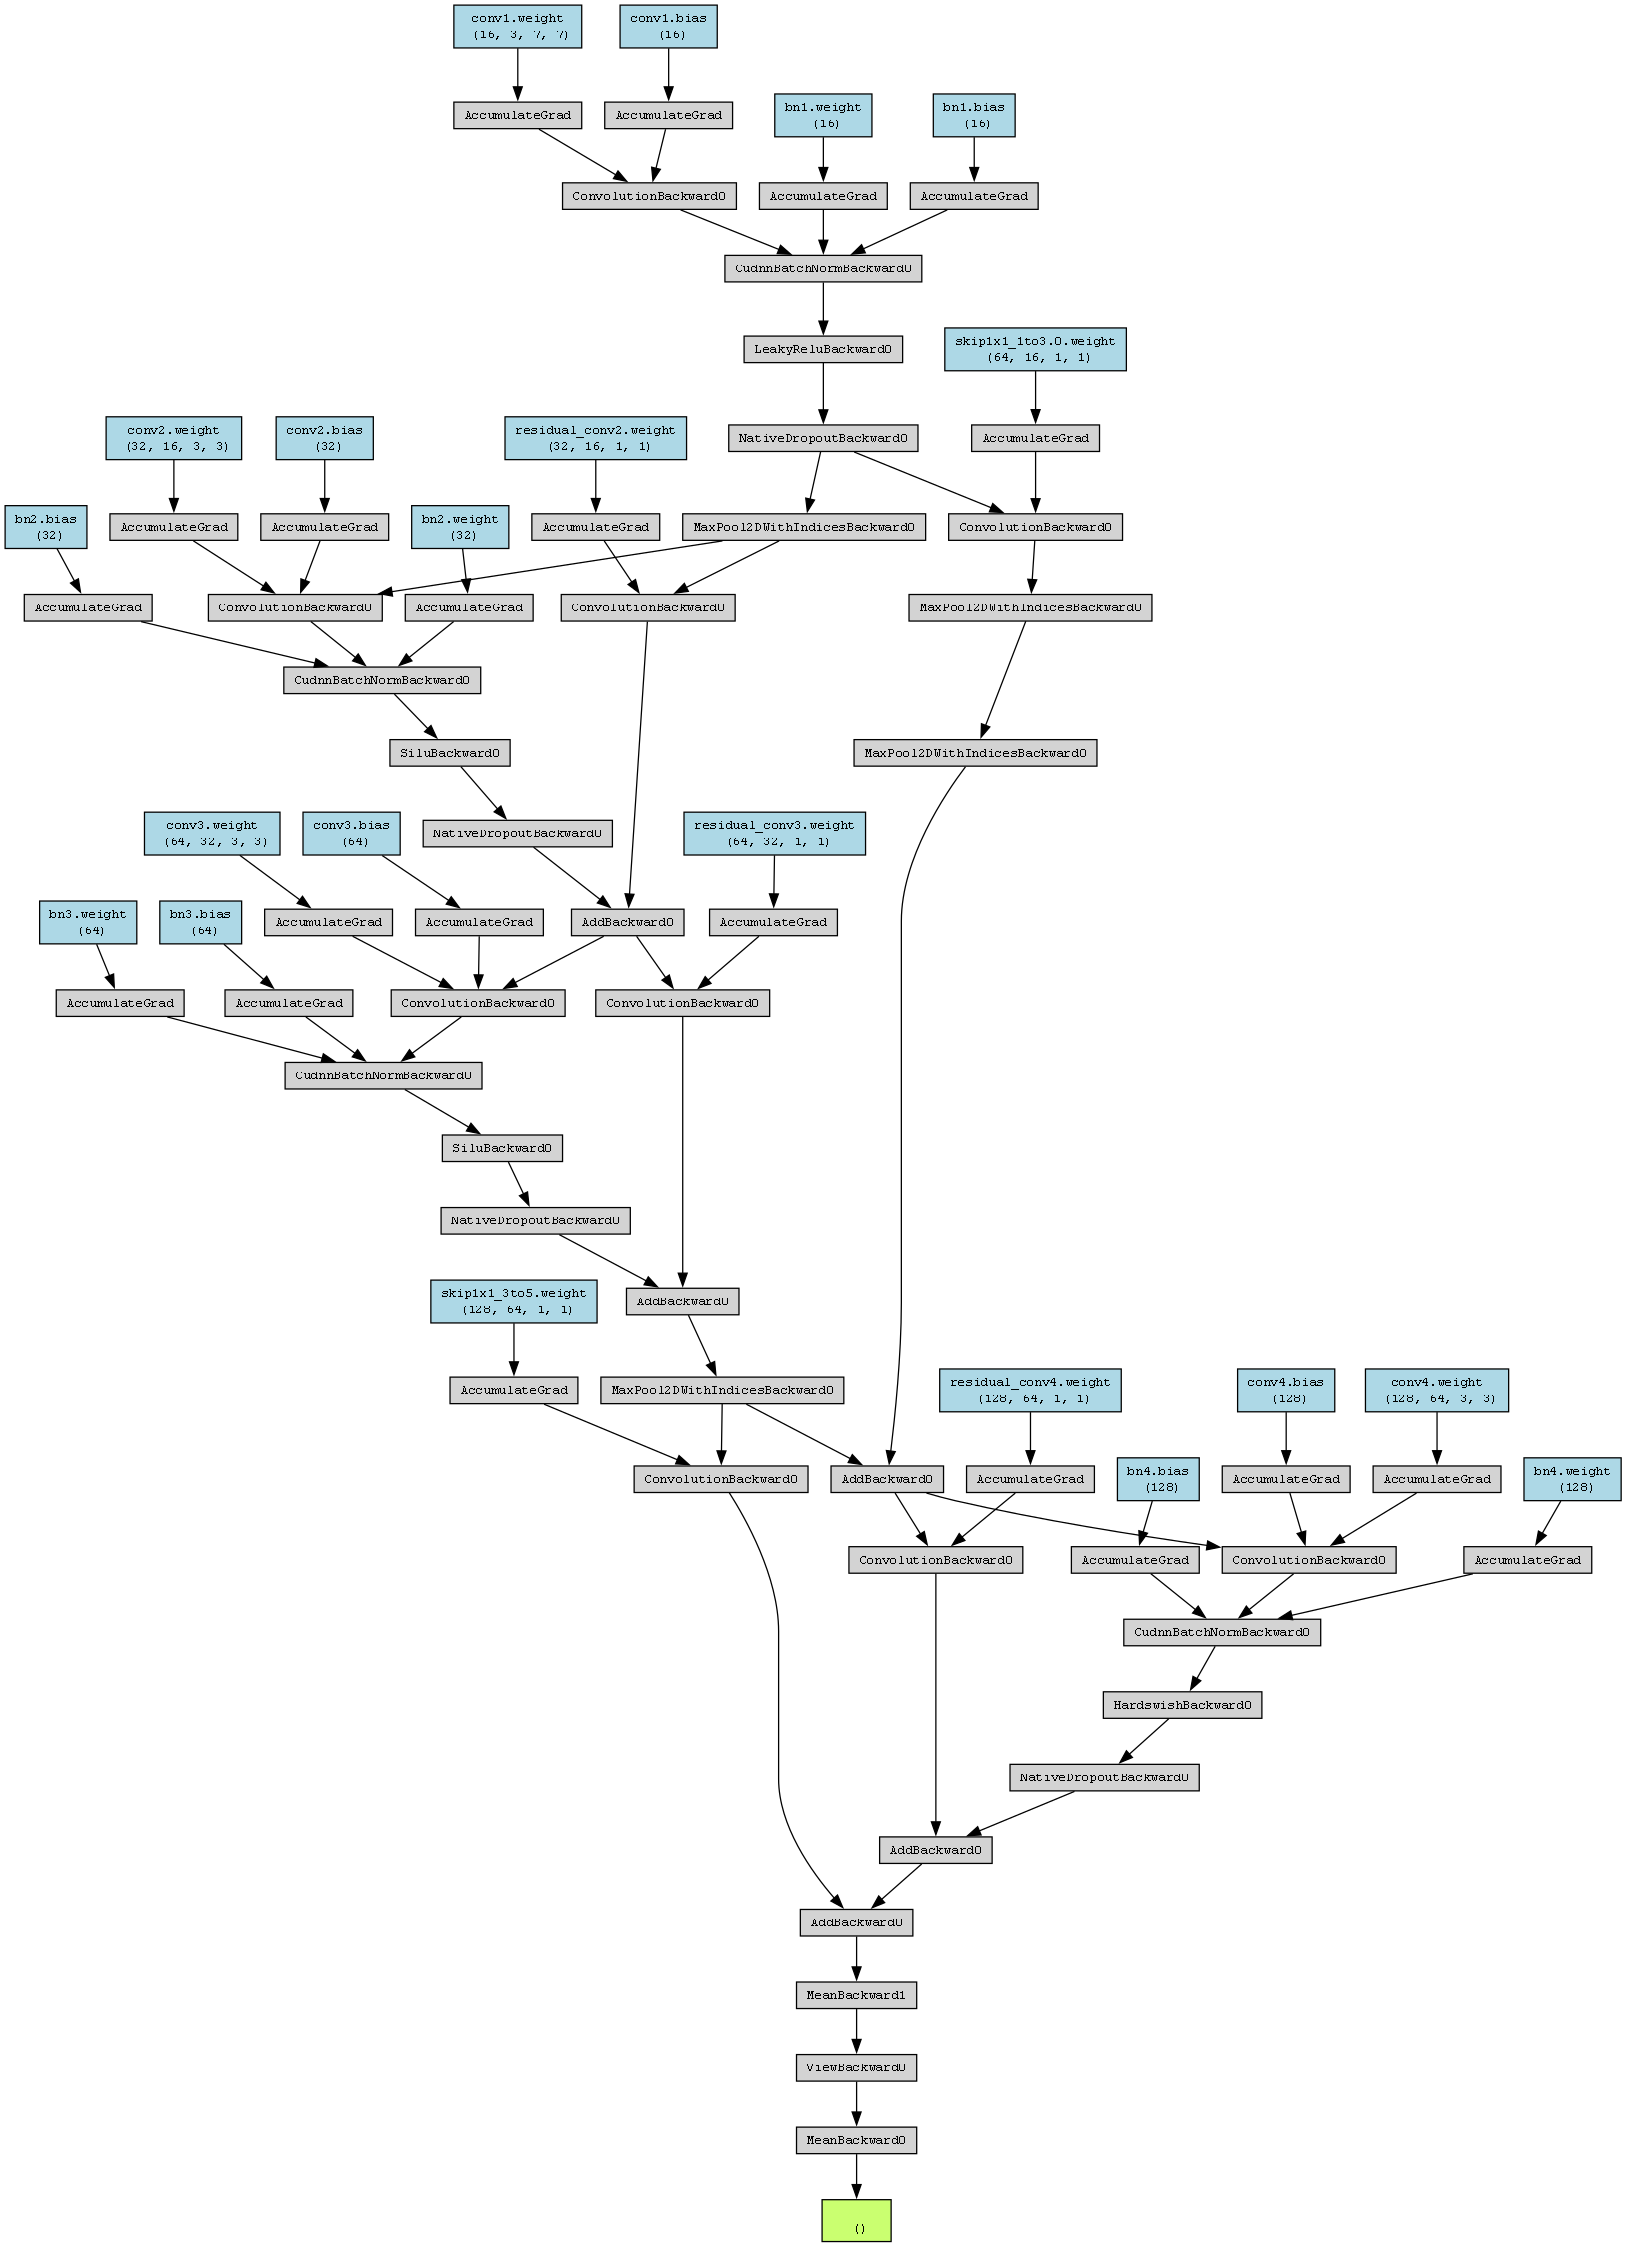 conv1.weight
(16, 3, 7, 7)
conv1.bias
(16)
AccumulateGrad
AccumulateGrad
bn1.weight
(16)
bn1.bias
(16)
ConvolutionBackward0
AccumulateGrad
AccumulateGrad
CudnnBatchNormBackward0
LeakyReluBackward0
skip1x1_1to3.0.weight
(64, 16, 1, 1)
conv2.weight
(32, 16, 3, 3)
conv2.bias
(32)
residual_conv2.weight
(32, 16, 1, 1)
NativeDropoutBackward0
AccumulateGrad
bn2.bias
(32)
AccumulateGrad
AccumulateGrad
bn2.weight
(32)
AccumulateGrad
MaxPool2DWithIndicesBackward0
ConvolutionBackward0
AccumulateGrad
ConvolutionBackward0
AccumulateGrad
ConvolutionBackward0
MaxPool2DWithIndicesBackward0
CudnnBatchNormBackward0
SiluBackward0
MaxPool2DWithIndicesBackward0
conv3.weight
(64, 32, 3, 3)
conv3.bias
(64)
NativeDropoutBackward0
residual_conv3.weight
(64, 32, 1, 1)
bn3.weight
(64)
bn3.bias
(64)
AccumulateGrad
AccumulateGrad
AddBackward0
AccumulateGrad
AccumulateGrad
AccumulateGrad
ConvolutionBackward0
ConvolutionBackward0
CudnnBatchNormBackward0
SiluBackward0
NativeDropoutBackward0
skip1x1_3to5.weight
(128, 64, 1, 1)
AddBackward0
AccumulateGrad
MaxPool2DWithIndicesBackward0
residual_conv4.weight
(128, 64, 1, 1)
conv4.bias
(128)
conv4.weight
(128, 64, 3, 3)
ConvolutionBackward0
AddBackward0
AccumulateGrad
bn4.bias
(128)
AccumulateGrad
AccumulateGrad
bn4.weight
(128)
ConvolutionBackward0
AccumulateGrad
ConvolutionBackward0
AccumulateGrad
CudnnBatchNormBackward0
HardswishBackward0
NativeDropoutBackward0
AddBackward0
AddBackward0
MeanBackward1
ViewBackward0
MeanBackward0
()